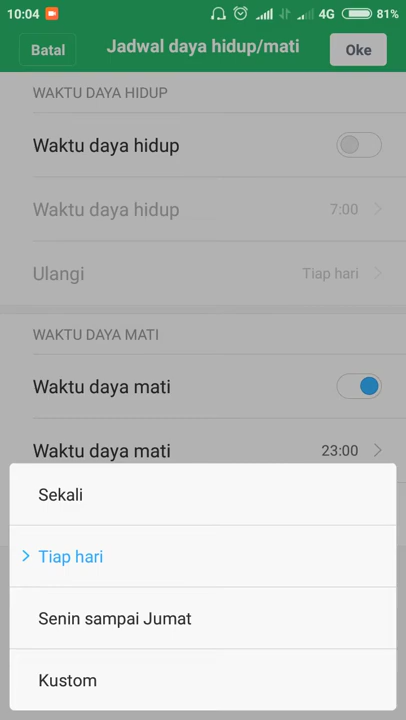 10:04 4G 81%
Batal Jadwal daya hidup/mati Oke
WAKTU DAYA HIDUP
Waktu daya hidup
Waktu daya hidup 7:00
Ulangi Tiap hari
WAKTU DAYA MATI
Waktu daya mati
Waktu daya mati 23:00
Sekali
Tiap hari
Senin sampai Jumat
Kustom